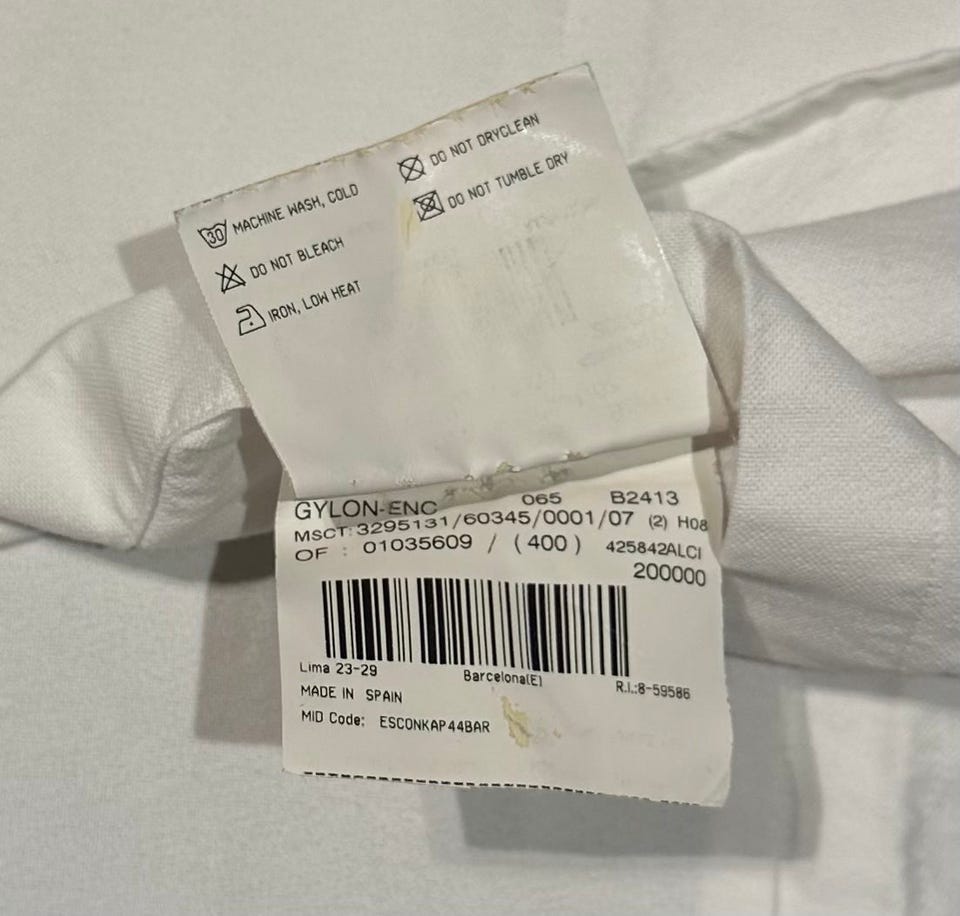 30 MACHINE WASH, COLD
DO NOT BLEACH
IRON, LOW HEAT
DO NOT DRYCLEAN
DO NOT TUMBLE DRY
GYLON-ENC 065 B2413
MSCT:3295131/60345/0001/07 (2) H08
OF : 01035609 / (400) 425842ALCI
200000
Lima 23-29 Barcelona(E) R.I.:8-59586
MADE IN SPAIN
MID Code: ESCONKAP44BAR